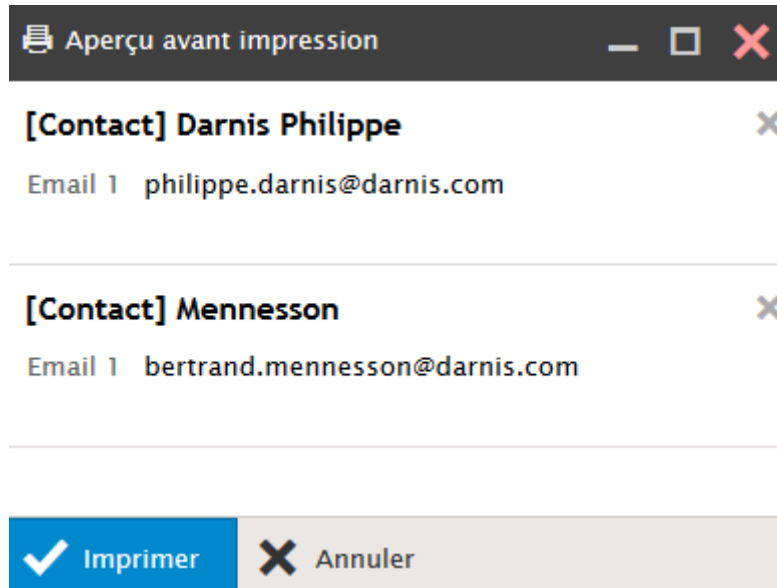 Aperçu avant impression
[Contact] Darnis Philippe
Email 1 philippe.darnis@darnis.com
[Contact] Mennesson
Email 1 bertrand.mennesson@darnis.com
Imprimer Annuler